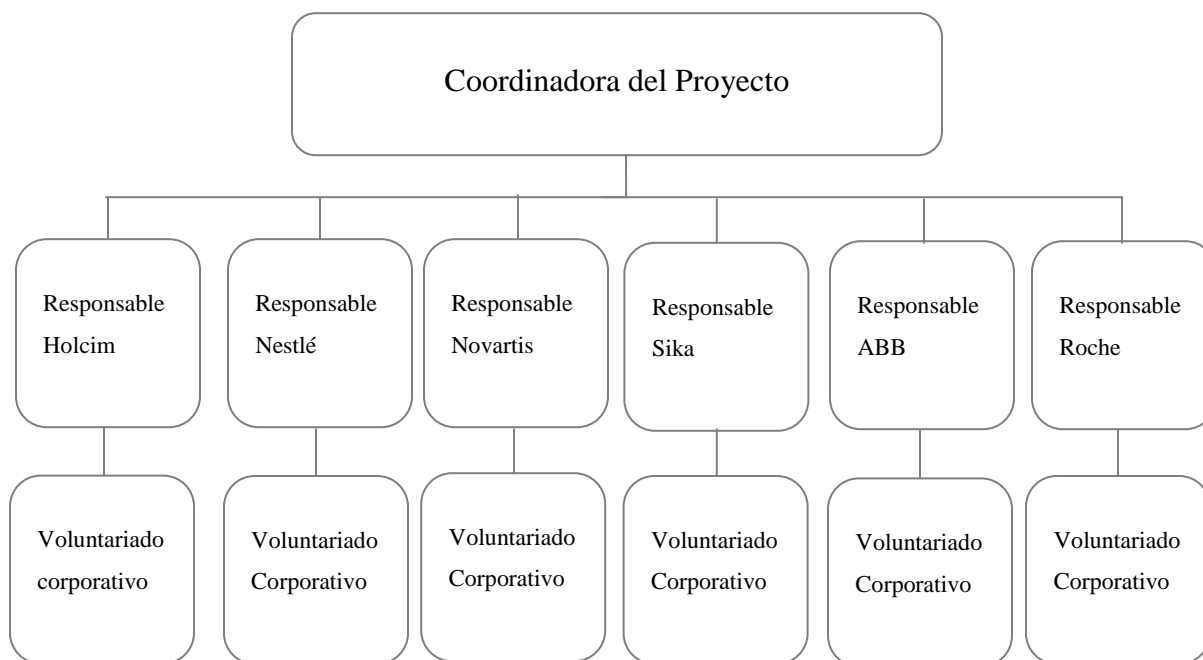 Coordinadora del Proyecto
Responsable
Holcim
Responsable
Nestlé
Responsable
Novartis
Responsable
Sika
Responsable
ABB
Responsable
Roche
Voluntariado
corporativo
Voluntariado
Corporativo
Voluntariado
Corporativo
Voluntariado
Corporativo
Voluntariado
Corporativo
Voluntariado
Corporativo